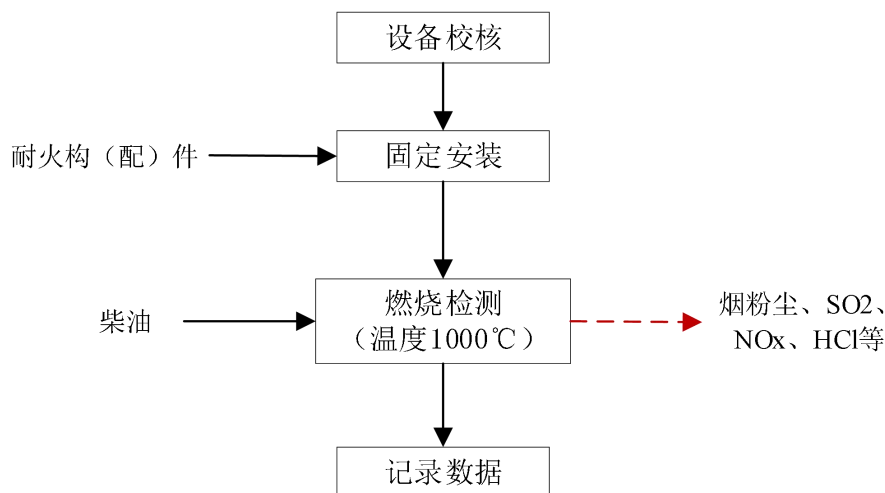 设备校核
耐火构（配）件
固定安装
柴油
燃烧检测
（温度1000℃）
烟粉尘、SO2、
NOx、HCl等
记录数据